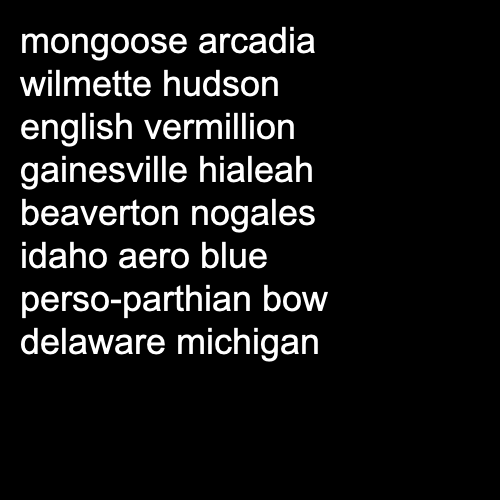 mongoose arcadia
wilmette hudson
english vermillion
gainesville hialeah
beaverton nogales
idaho aero blue
perso-parthian bow
delaware michigan